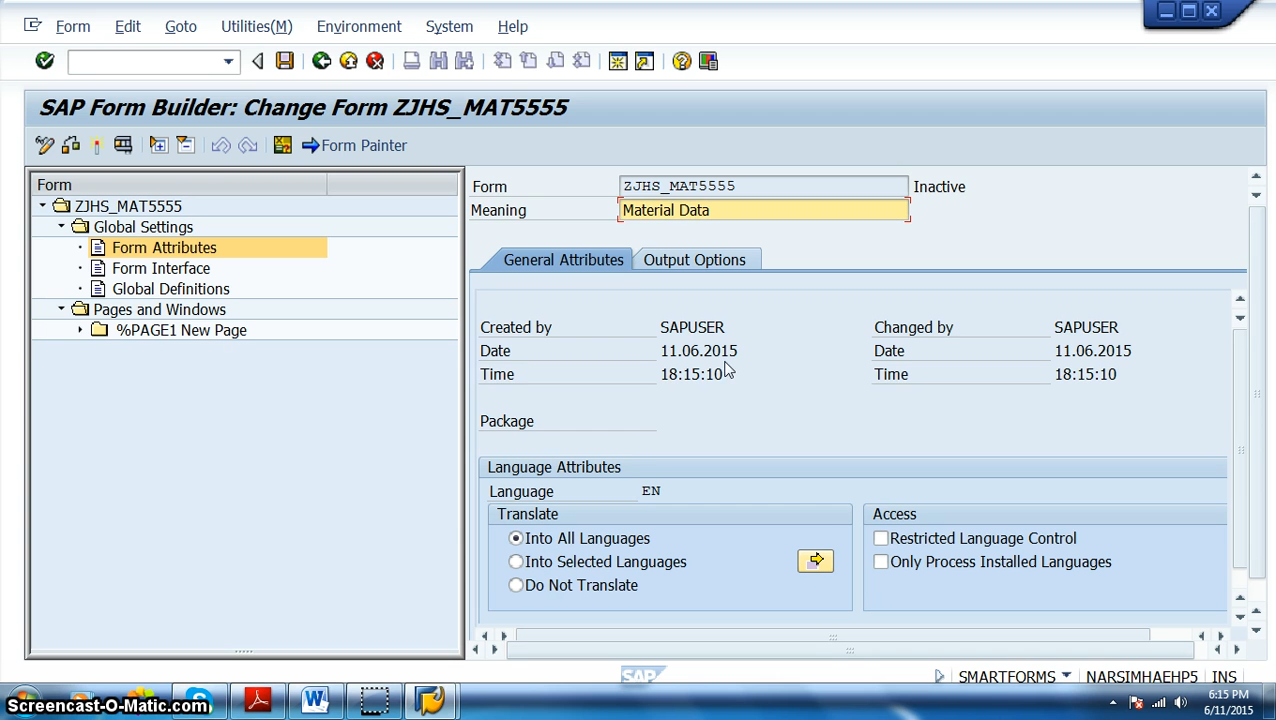 Form Edit Goto Utilities(M) Environment System Help
SAP Form Builder: Change Form ZJHS_MAT5555
Form Painter
Form
ZJHS_MAT5555
Global Settings
Form Attributes
Form Interface
Global Definitions
Pages and Windows
%PAGE1 New Page
Form ZJHS_MAT5555 Inactive
Meaning Material Data
General Attributes Output Options
Created by SAPUSER Changed by SAPUSER
Date 11.06.2015 Date 11.06.2015
Time 18:15:10 Time 18:15:10
Package
Language Attributes
Language EN
Translate Access
Into All Languages Restricted Language Control
Into Selected Languages Only Process Installed Languages
Do Not Translate
SAP SMARTFORMS NARSIMHAEHP5 INS
Screencast-O-Matic.com
6:15 PM
6/11/2015